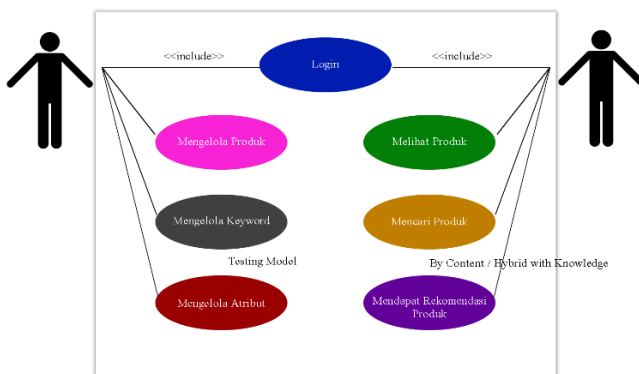 <<include>>
Login
<<include>>
Mengelola Produk
Melihat Produk
Mengelola Keyword
Mencari Produk
Testing Model
By Content / Hybrid with Knowledge
Mengelola Atribut
Mendapat Rekomendasi
Produk